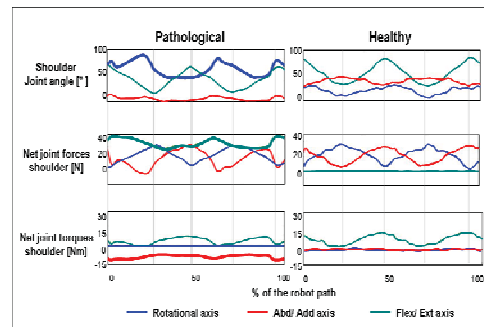 Pathological
Healthy
Shoulder
Joint angle [°]
100
50
0
100
50
0
Net joint forces
shoulder [N]
40
20
0
40
20
0
Net joint torques
shoulder [Nm]
30
15
0
-15
30
15
0
-15
0
50
100
0
50
100
% of the robot path
Rotational axis
Abd/ Add axis
Flex/ Ext axis